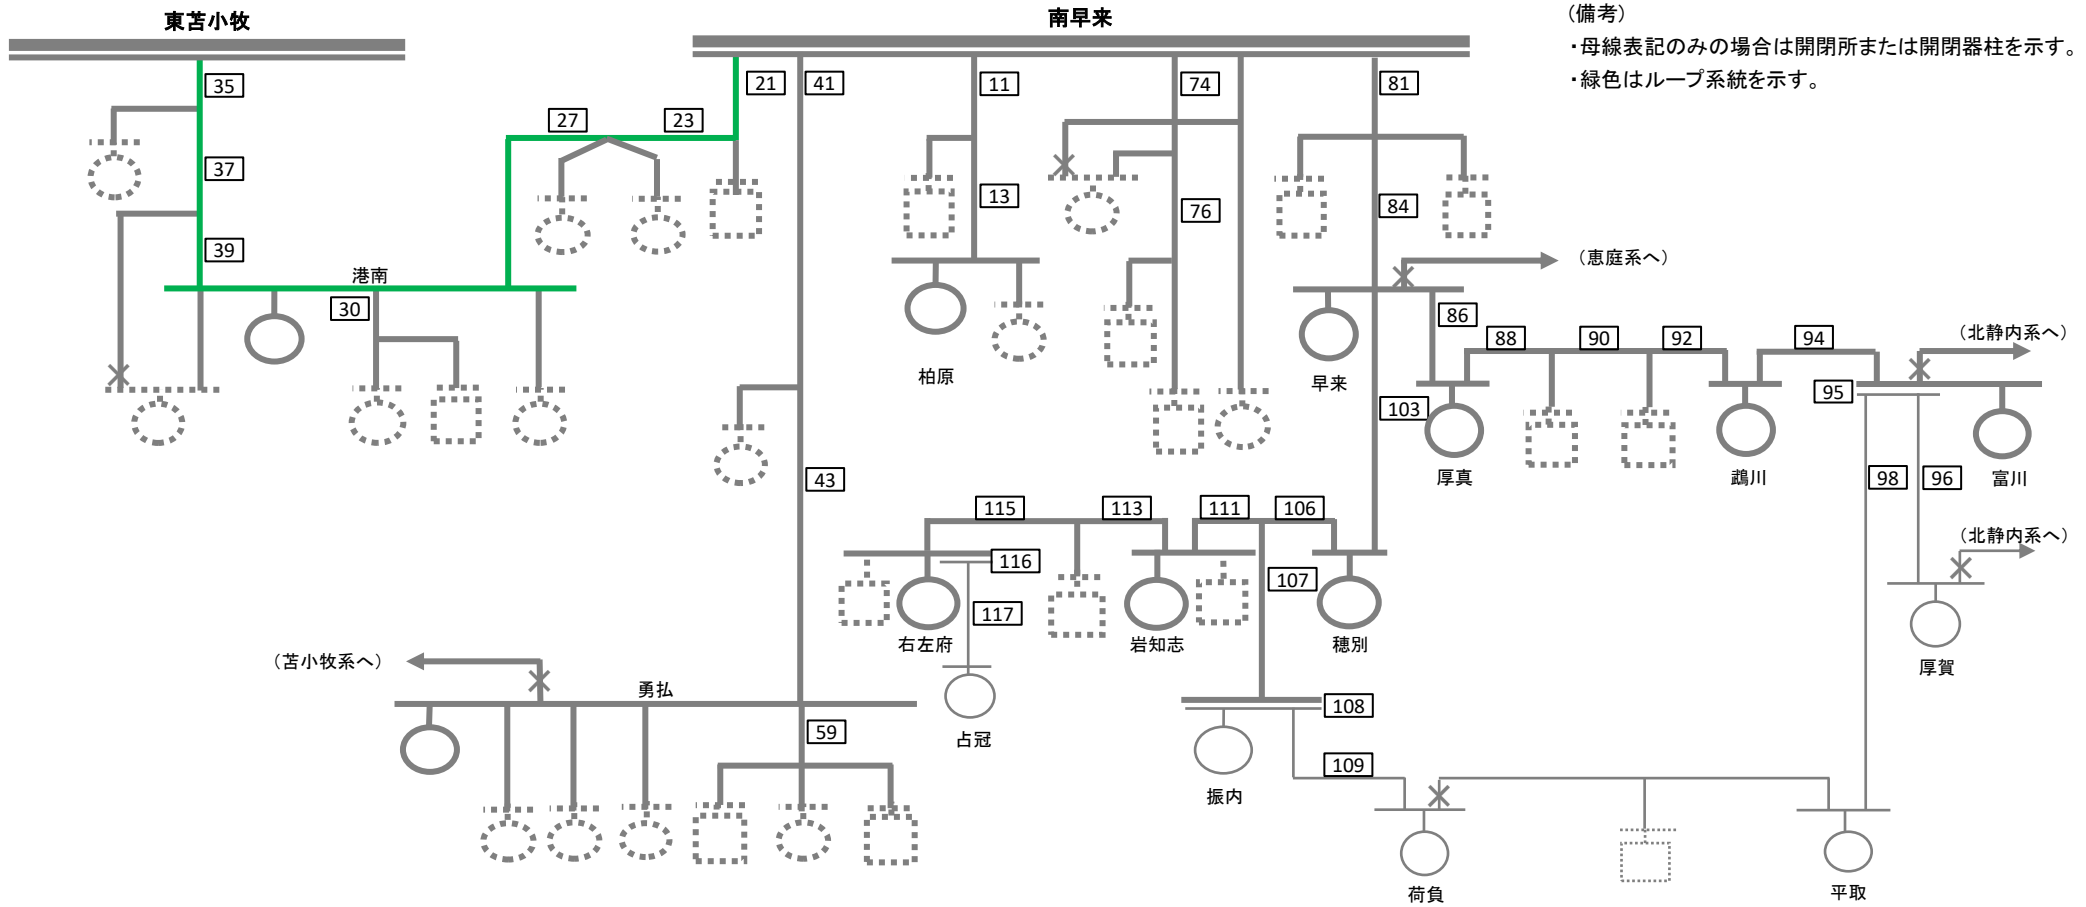 東苫小牧
南早来
(備考)
・母線表記のみの場合は開閉所または開閉器柱を示す。
・緑色はループ系統を示す。
35
21
41
11
74
81
27
23
37
13
76
84
39
港南
(恵庭系へ)
30
86
88
90
92
94
(北静内系へ)
柏原
早来
95
103
厚真
鵡川
富川
43
98
96
115
113
111
106
(北静内系へ)
116
107
117
右左府
岩知志
穂別
厚賀
(苫小牧系へ)
勇払
108
59
占冠
109
振内
荷負
平取